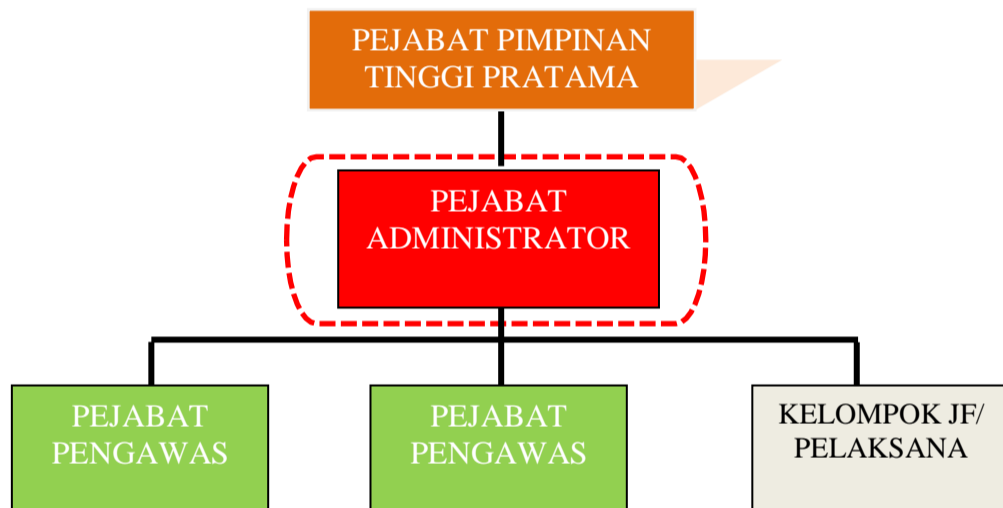 PEJABAT PIMPINAN
TINGGI PRATAMA
PEJABAT
ADMINISTRATOR
PEJABAT
PENGAWAS
PEJABAT
PENGAWAS
KELOMPOK JF/
PELAKSANA